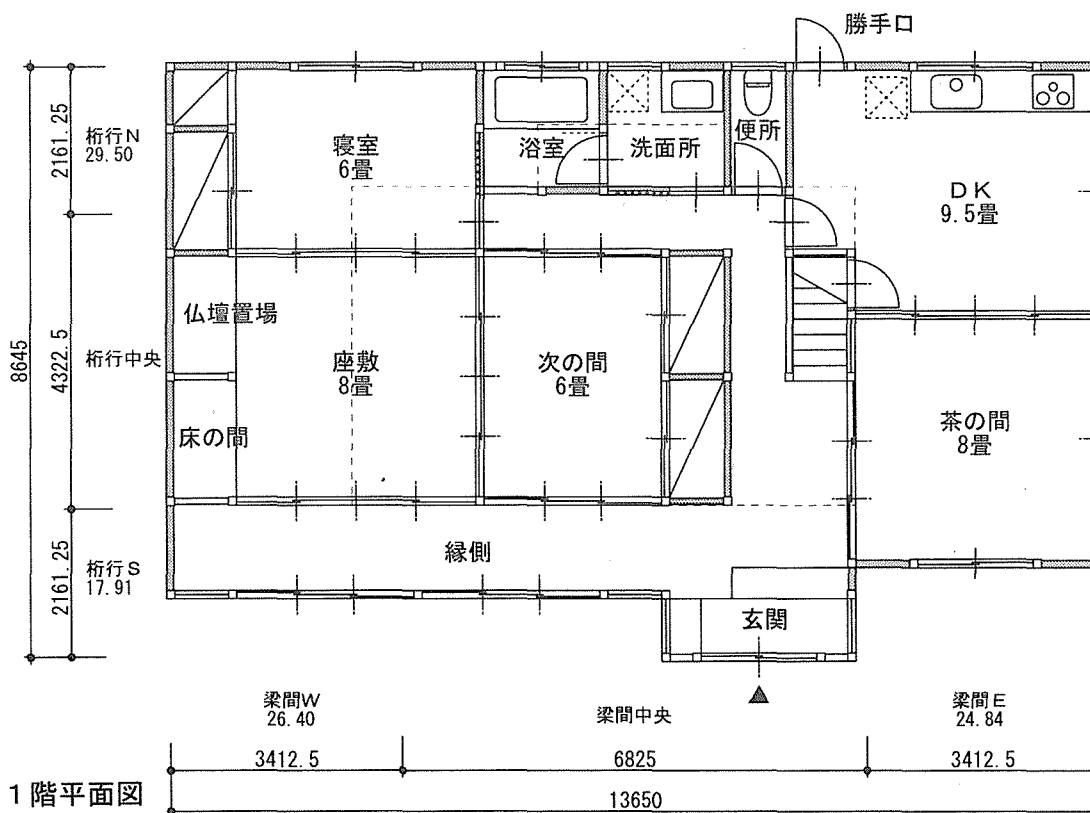 勝手口
2161.25
桁行N
29.50
寝室
6畳
浴室
洗面所
便所
DK
9.5畳
8645
4322.5
桁行中央
仏壇置場
座敷
8畳
次の間
6畳
床の間
茶の間
8畳
2161.25
桁行S
17.91
縁側
玄関
梁間W
26.40
梁間中央
梁間E
24.84
3412.5
6825
3412.5
13650
1階平面図